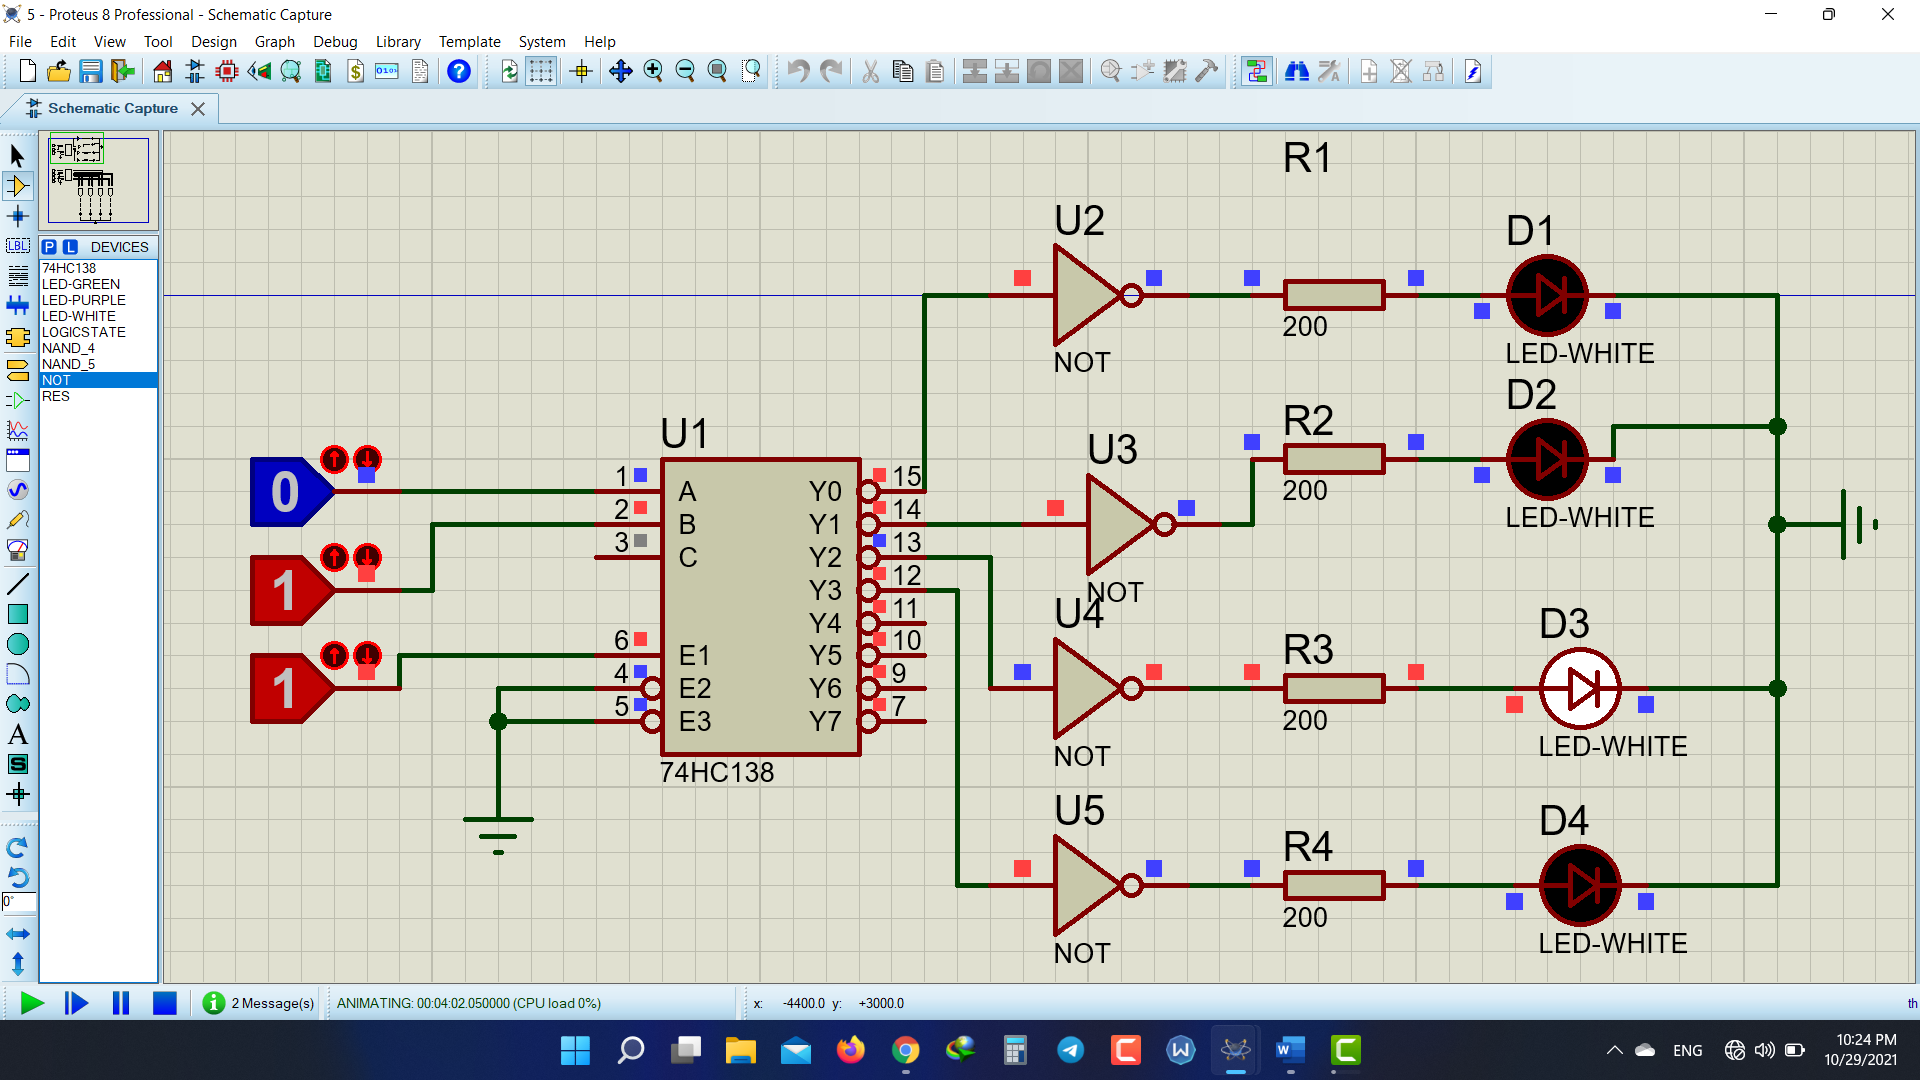 5 - Proteus 8 Professional - Schematic Capture
File Edit View Tool Design Graph Debug Library Template System Help
Schematic Capture
P L DEVICES
74HC138
LED-GREEN
LED-PURPLE
LED-WHITE
LOGICSTATE
NAND_4
NAND_5
NOT
RES
LBL
A
S
0°
R1
U2
NOT
200
D1
LED-WHITE
U3
NOT
R2
200
D2
LED-WHITE
U4
NOT
R3
200
D3
LED-WHITE
U5
NOT
R4
200
D4
LED-WHITE
0
1
1
U1
1 A Y0 15
2 B Y1 14
3 C Y2 13
Y3 12
Y4 11
6 E1 Y5 10
4 E2 Y6 9
5 E3 Y7 7
74HC138
2 Message(s) ANIMATING: 00:04:02.050000 (CPU load 0%) x: -4400.0 y: +3000.0 th
ENG
10:24 PM
10/29/2021